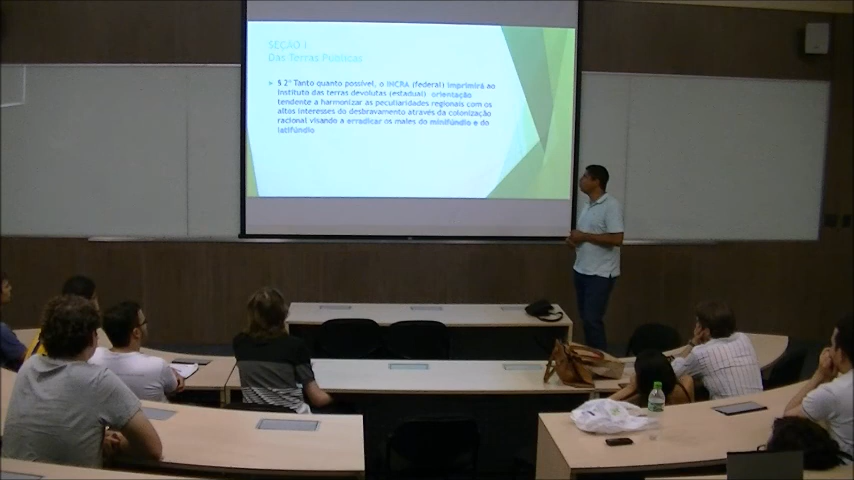 SEÇÃO I
Das Terras Públicas
§ 2º Tanto quanto possível, o INCRA (federal) imprimirá ao
Instituto das terras devolutas (estadual) orientação
tendente a harmonizar as peculiaridades regionais com os
altos interesses do desbravamento através da colonização
racional visando a erradicar os males do minifúndio e do
latifúndio